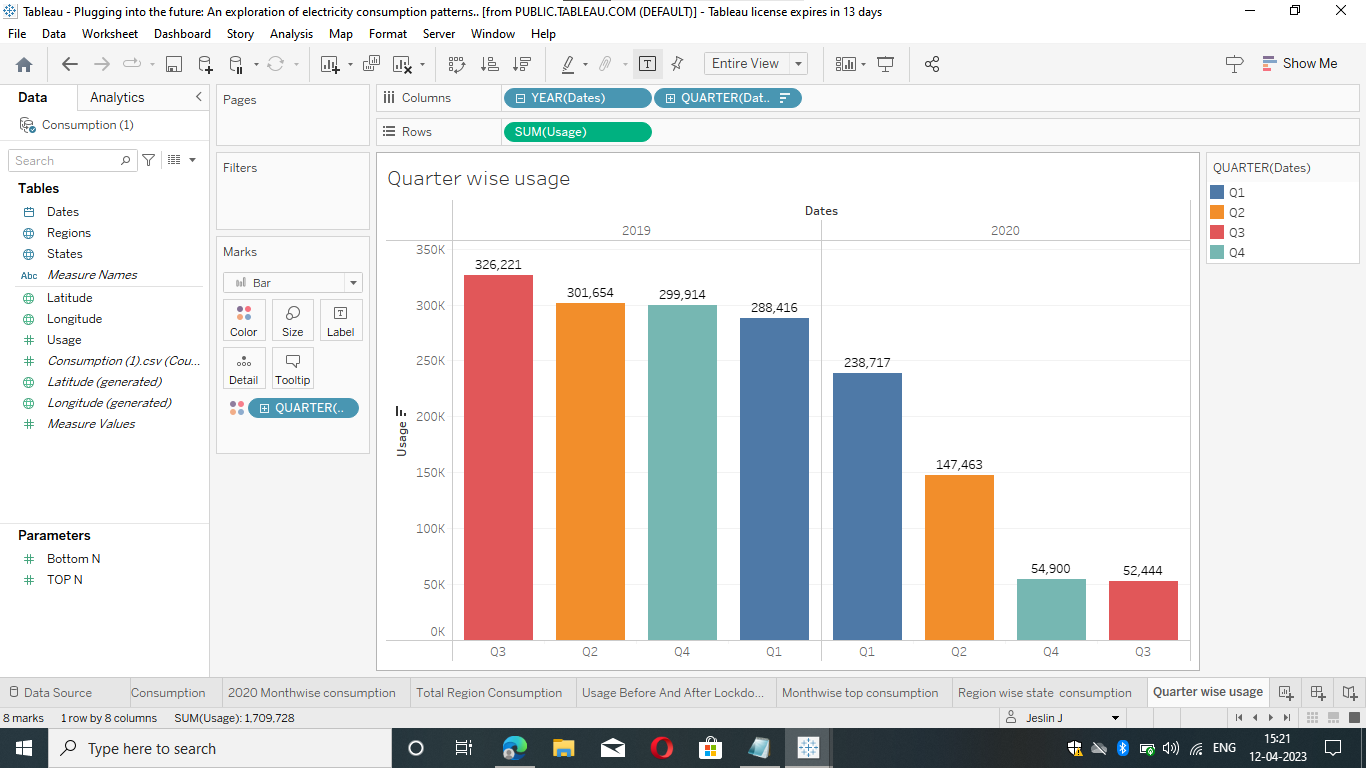 Tableau - Plugging into the future: An exploration of electricity consumption patterns.. [from PUBLIC.TABLEAU.COM (DEFAULT)] - Tableau license expires in 13 days
File Data Worksheet Dashboard Story Analysis Map Format Server Window Help
Entire View
Show Me
Data Analytics
Consumption (1)
Search
Tables
Dates
Regions
States
Abc Measure Names
Latitude
Longitude
Usage
Consumption (1).csv (Cou...
Latitude (generated)
Longitude (generated)
Measure Values
Parameters
Bottom N
TOP N
Pages
Filters
Marks
Bar
Color Size Label
Detail Tooltip
QUARTER(..
Columns YEAR(Dates) QUARTER(Dat..
Rows SUM(Usage)
Quarter wise usage
Dates
2019 2020
Usage
350K
300K
250K
200K
150K
100K
50K
0K
326,221
301,654
299,914
288,416
238,717
147,463
54,900
52,444
Q3 Q2 Q4 Q1 Q1 Q2 Q4 Q3
QUARTER(Dates)
Q1
Q2
Q3
Q4
Data Source Consumption 2020 Monthwise consumption Total Region Consumption Usage Before And After Lockdo... Monthwise top consumption Region wise state consumption Quarter wise usage
8 marks 1 row by 8 columns SUM(Usage): 1,709,728 Jeslin J
Type here to search
ENG
15:21
12-04-2023